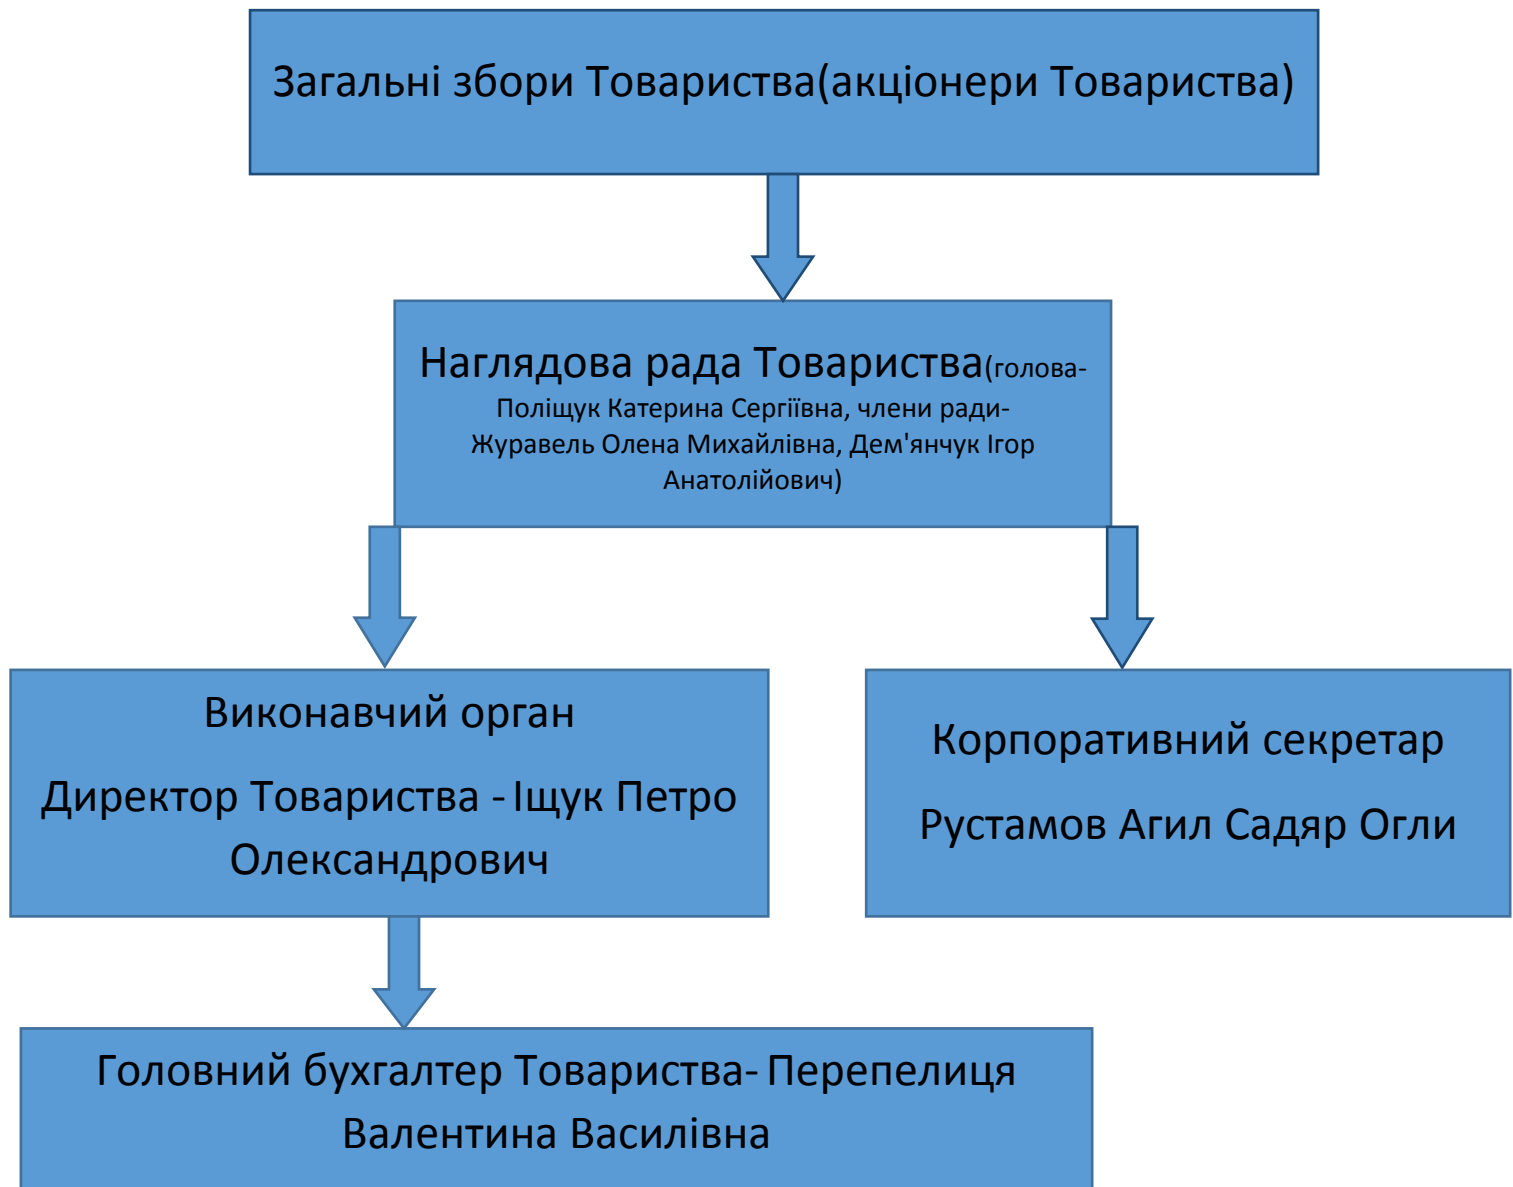 Загальні збори Товариства(акціонери Товариства)
Наглядова рада Товариства(голова-
Поліщук Катерина Сергіївна, члени ради-
Журавель Олена Михайлівна, Дем'янчук Ігор
Анатолійович)
Виконавчий орган
Директор Товариства - Іщук Петро
Олександрович
Корпоративний секретар
Рустамов Агил Садяр Огли
Головний бухгалтер Товариства- Перепелиця
Валентина Василівна